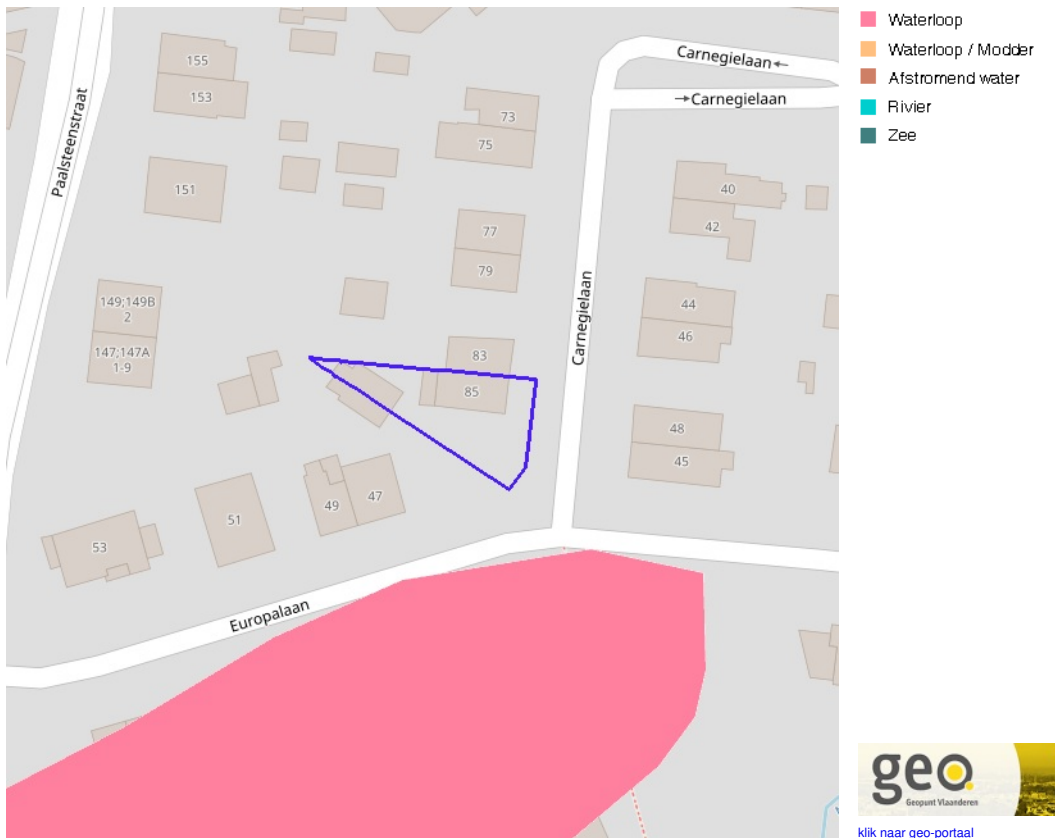 Waterloop
Waterloop / Modder
Afstromend water
Rivier
Zee
Carnegielaan←
→Carnegielaan
155
153
Paalsteenstraat
73
75
151
40
42
77
79
149;149B
2
147;147A
1-9
44
46
Carnegielaan
83
85
48
45
49
47
51
53
Europalaan
geo.
Geopunt Vlaanderen
klik naar geo-portaal